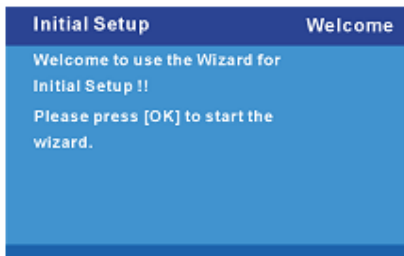 Initial Setup Welcome
Welcome to use the Wizard for
Initial Setup !!
Please press [OK] to start the
wizard.